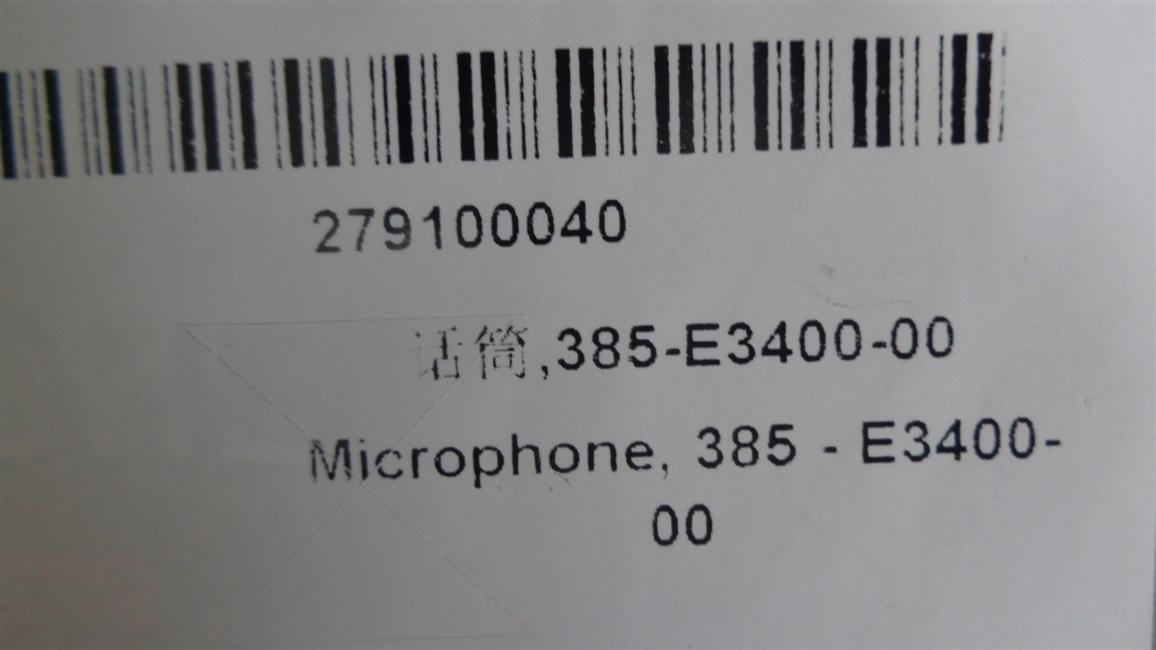 279100040
话筒,385-E3400-00
Microphone, 385 - E3400-
00